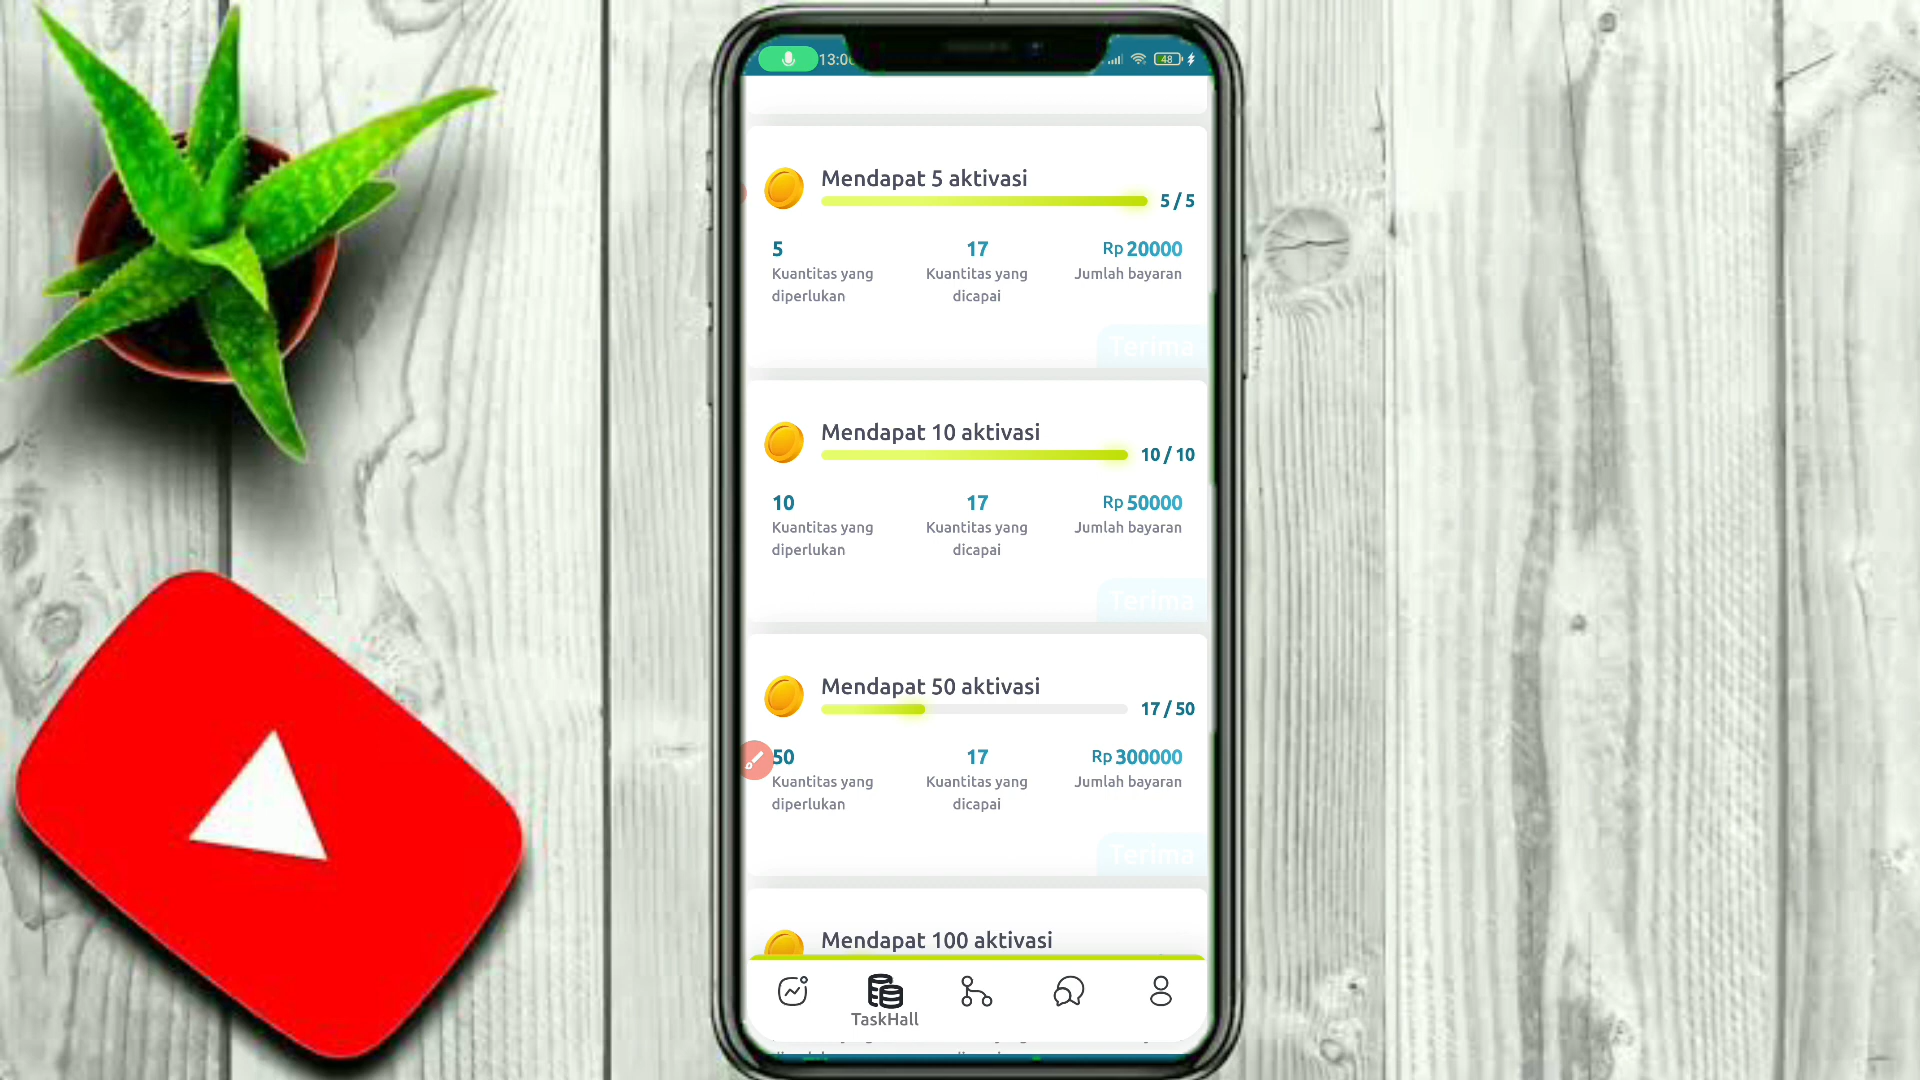 13:0
48
Mendapat 5 aktivasi
5 / 5
5
17
Rp 20000
Kuantitas yang
diperlukan
Kuantitas yang
dicapai
Jumlah bayaran
Terima
Mendapat 10 aktivasi
10 / 10
10
17
Rp 50000
Kuantitas yang
diperlukan
Kuantitas yang
dicapai
Jumlah bayaran
Terima
Mendapat 50 aktivasi
17 / 50
50
17
Rp 300000
Kuantitas yang
diperlukan
Kuantitas yang
dicapai
Jumlah bayaran
Terima
Mendapat 100 aktivasi
TaskHall